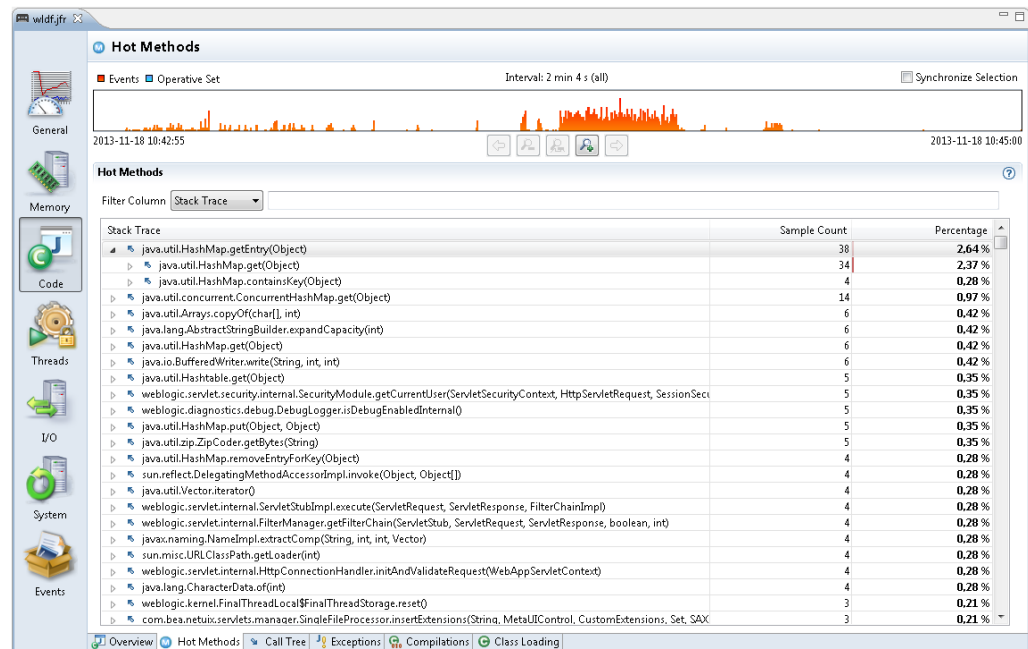 wldf.jfr
Hot Methods
Events Operative Set Interval: 2 min 4 s (all) Synchronize Selection
2013-11-18 10:42:55 2013-11-18 10:45:00
General
Memory
Code
Threads
I/O
System
Events
Hot Methods
Filter Column Stack Trace
Stack Trace Sample Count Percentage
java.util.HashMap.getEntry(Object) 38 2,64 %
java.util.HashMap.get(Object) 34 2,37 %
java.util.HashMap.containsKey(Object) 4 0,28 %
java.util.concurrent.ConcurrentHashMap.get(Object) 14 0,97 %
java.util.Arrays.copyOf(char[], int) 6 0,42 %
java.lang.AbstractStringBuilder.expandCapacity(int) 6 0,42 %
java.util.HashMap.get(Object) 6 0,42 %
java.io.BufferedWriter.write(String, int, int) 6 0,42 %
java.util.Hashtable.get(Object) 5 0,35 %
weblogic.servlet.security.internal.SecurityModule.getCurrentUser(ServletSecurityContext, HttpServletRequest, SessionSecu 5 0,35 %
weblogic.diagnostics.debug.DebugLogger.isDebugEnabledInternal() 5 0,35 %
java.util.HashMap.put(Object, Object) 5 0,35 %
java.util.zip.ZipCoder.getBytes(String) 5 0,35 %
java.util.HashMap.removeEntryForKey(Object) 4 0,28 %
sun.reflect.DelegatingMethodAccessorImpl.invoke(Object, Object[]) 4 0,28 %
java.util.Vector.iterator() 4 0,28 %
weblogic.servlet.internal.ServletStubImpl.execute(ServletRequest, ServletResponse, FilterChainImpl) 4 0,28 %
weblogic.servlet.internal.FilterManager.getFilterChain(ServletStub, ServletRequest, ServletResponse, boolean, int) 4 0,28 %
javax.naming.NameImpl.extractComp(String, int, int, Vector) 4 0,28 %
sun.misc.URLClassPath.getLoader(int) 4 0,28 %
weblogic.servlet.internal.HttpConnectionHandler.initAndValidateRequest(WebAppServletContext) 4 0,28 %
java.lang.CharacterData.of(int) 4 0,28 %
weblogic.kernel.FinalThreadLocal$FinalThreadStorage.reset() 3 0,21 %
com.bea.netuix.servlets.manager.SingleFileProcessor.insertExtensions(String, MetaUIControl, CustomExtensions, Set, SAX 3 0,21 %
Overview Hot Methods Call Tree Exceptions Compilations Class Loading